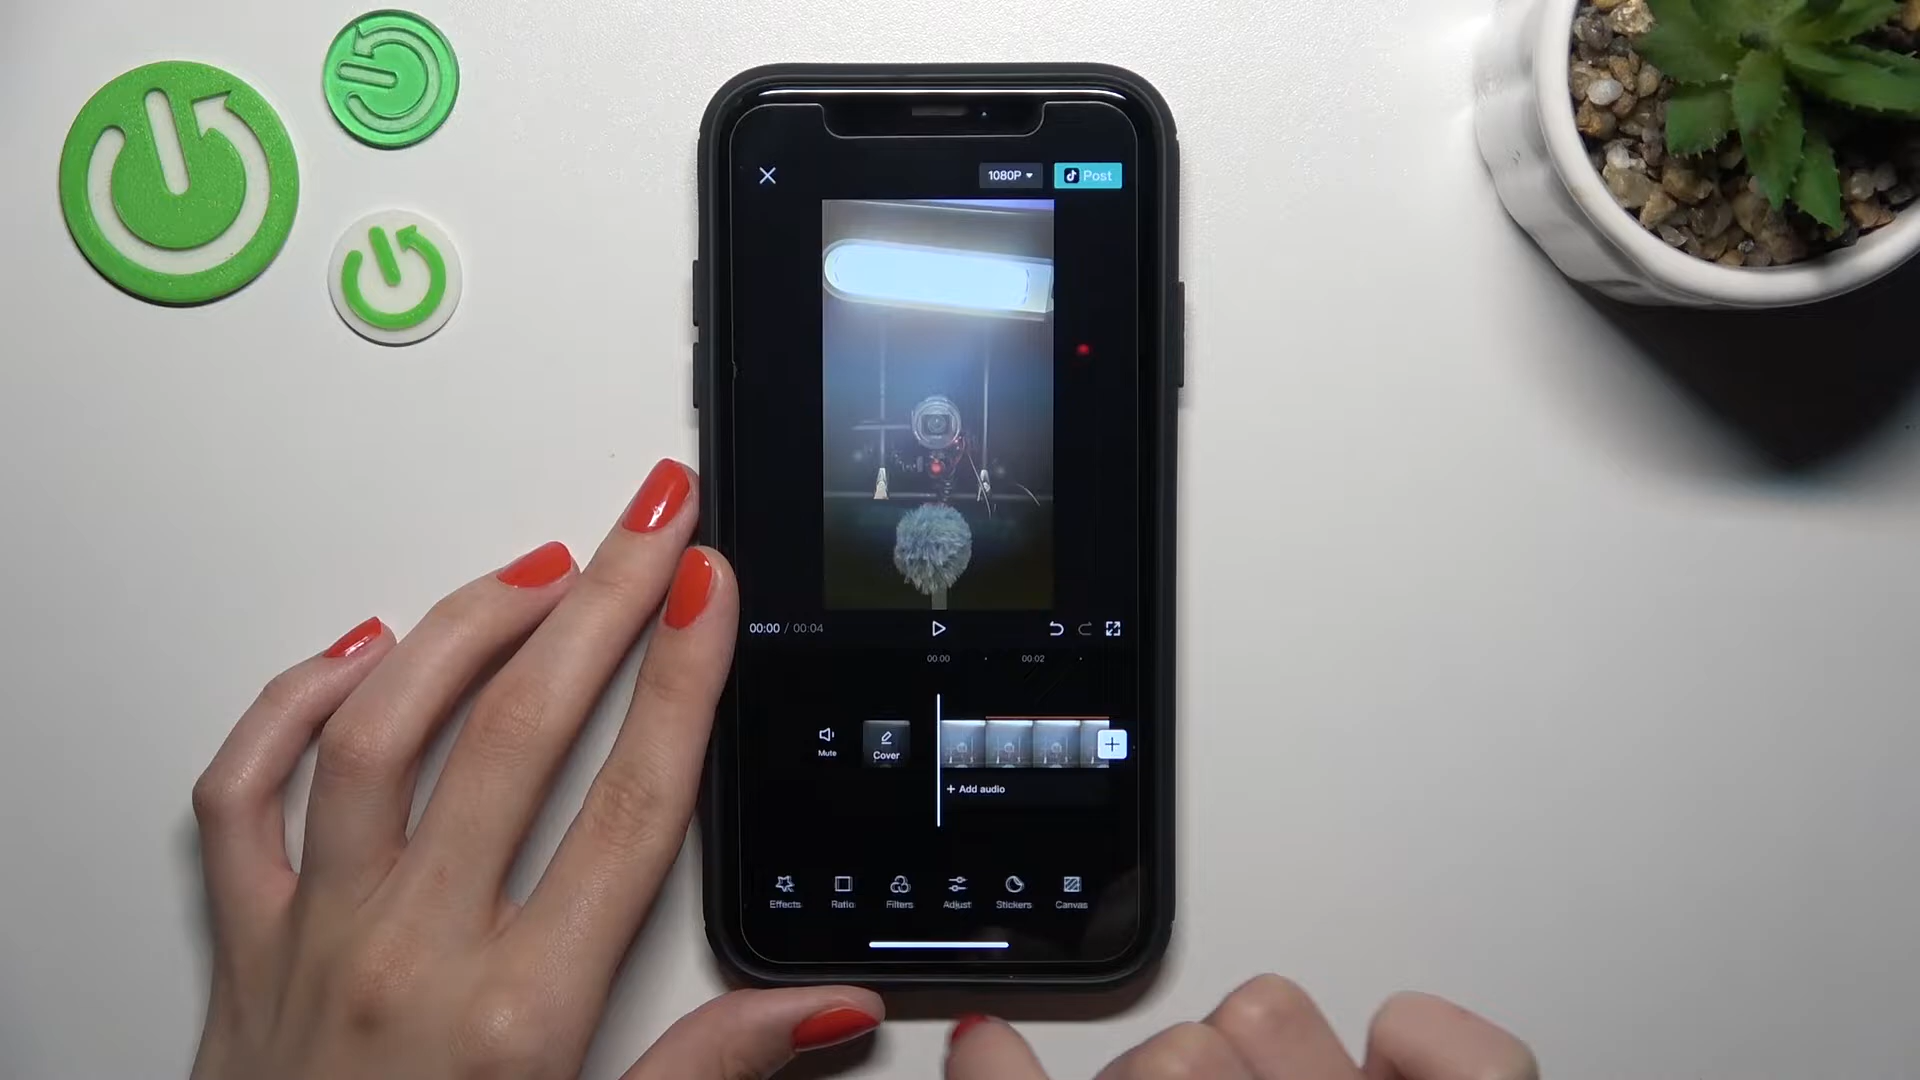 1080P Post
00:00 / 00:04
00:00 00:02
Mute
Cover
+ Add audio
Effects Ratio Filters Adjust Stickers Canvas